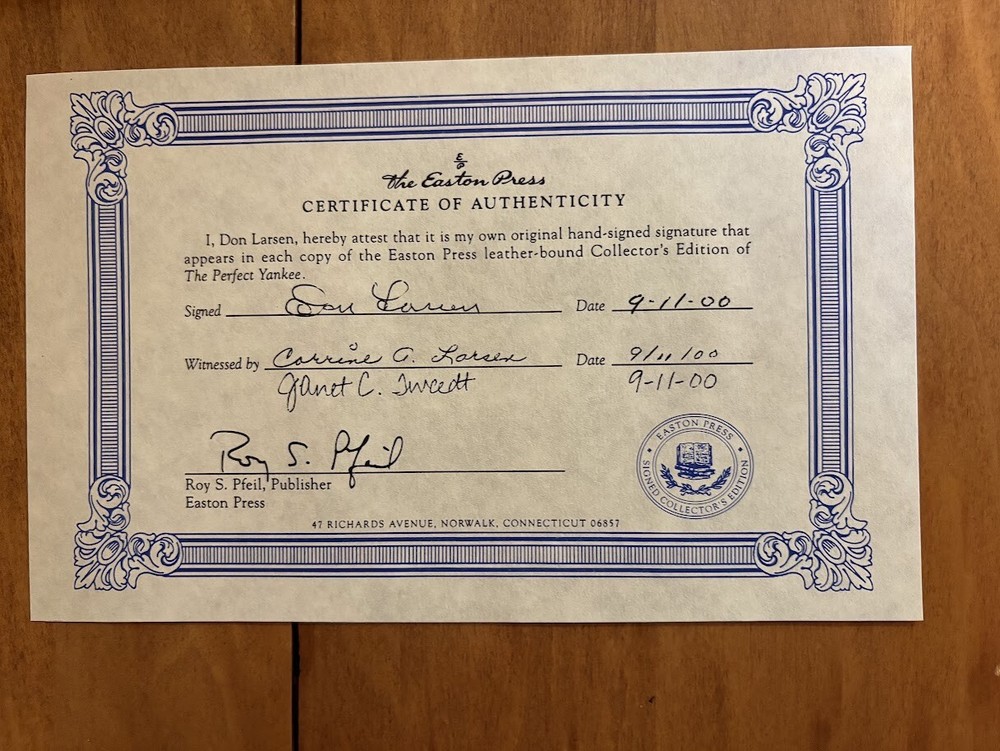 E/P
the Easton Press
CERTIFICATE OF AUTHENTICITY
I, Don Larsen, hereby attest that it is my own original hand-signed signature that
appears in each copy of the Easton Press leather-bound Collector's Edition of
The Perfect Yankee.
Signed Don Larsen Date 9-11-00
Witnessed by Corrine A. Larsen Date 9/11/00
Janet C. Tweedt 9-11-00
Roy S. Pfeil
Roy S. Pfeil, Publisher
Easton Press
EASTON PRESS
SIGNED COLLECTOR'S EDITION
47 RICHARDS AVENUE, NORWALK, CONNECTICUT 06857